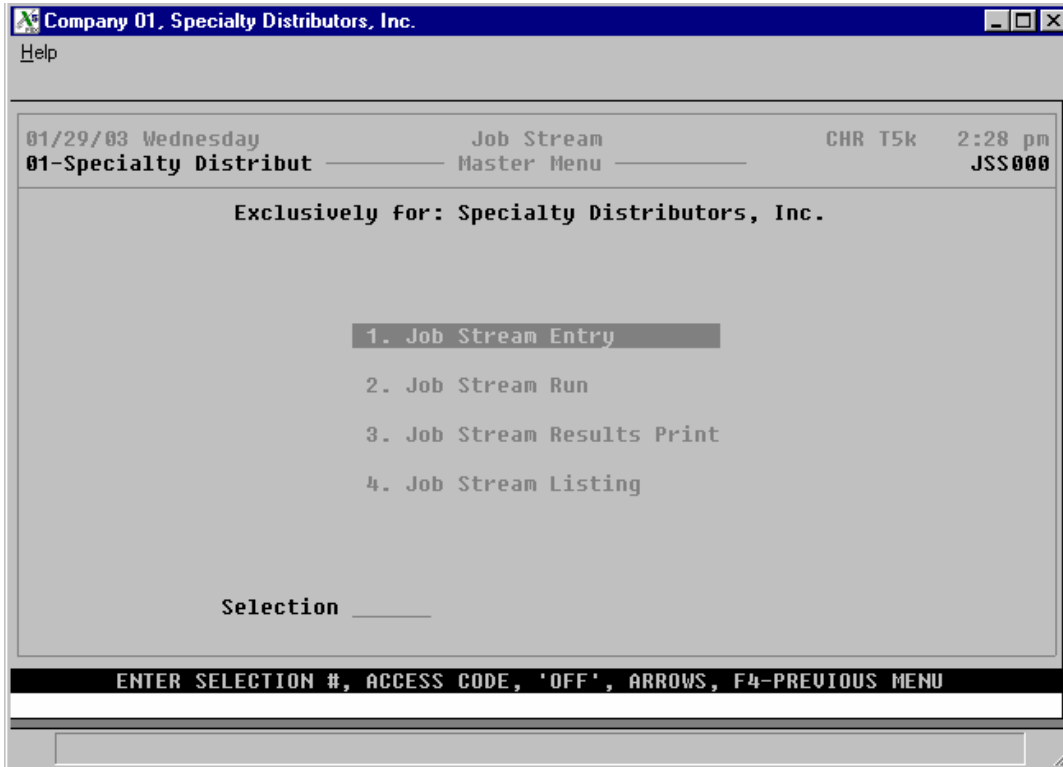 Company 01, Specialty Distributors, Inc.
Help
01/29/03 Wednesday Job Stream CHR T5k 2:28 pm
01-Specialty Distribut Master Menu JSS000
Exclusively for: Specialty Distributors, Inc.
1. Job Stream Entry
2. Job Stream Run
3. Job Stream Results Print
4. Job Stream Listing
Selection ______
ENTER SELECTION #, ACCESS CODE, 'OFF', ARROWS, F4-PREVIOUS MENU